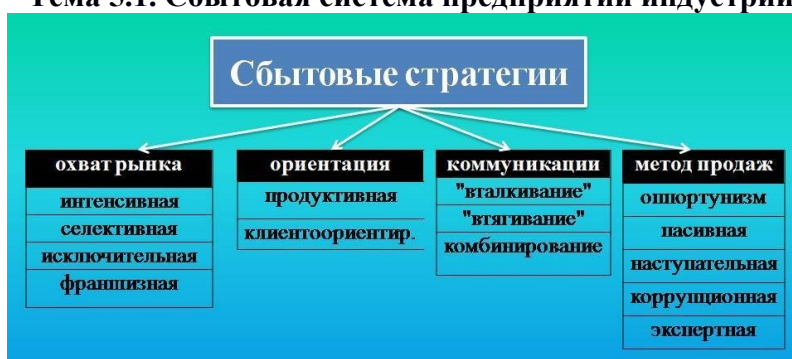 Тема 3.1. Сбытовая система предприятий индустрии
Сбытовые стратегии
охват рынка
интенсивная
селективная
исключительная
франшизная
ориентация
продуктивная
клиентоориентир.
коммуникации
"вталкивание"
"втягивание"
комбинирование
метод продаж
оппортунизм
пасивная
наступательная
коррупционная
экспертная